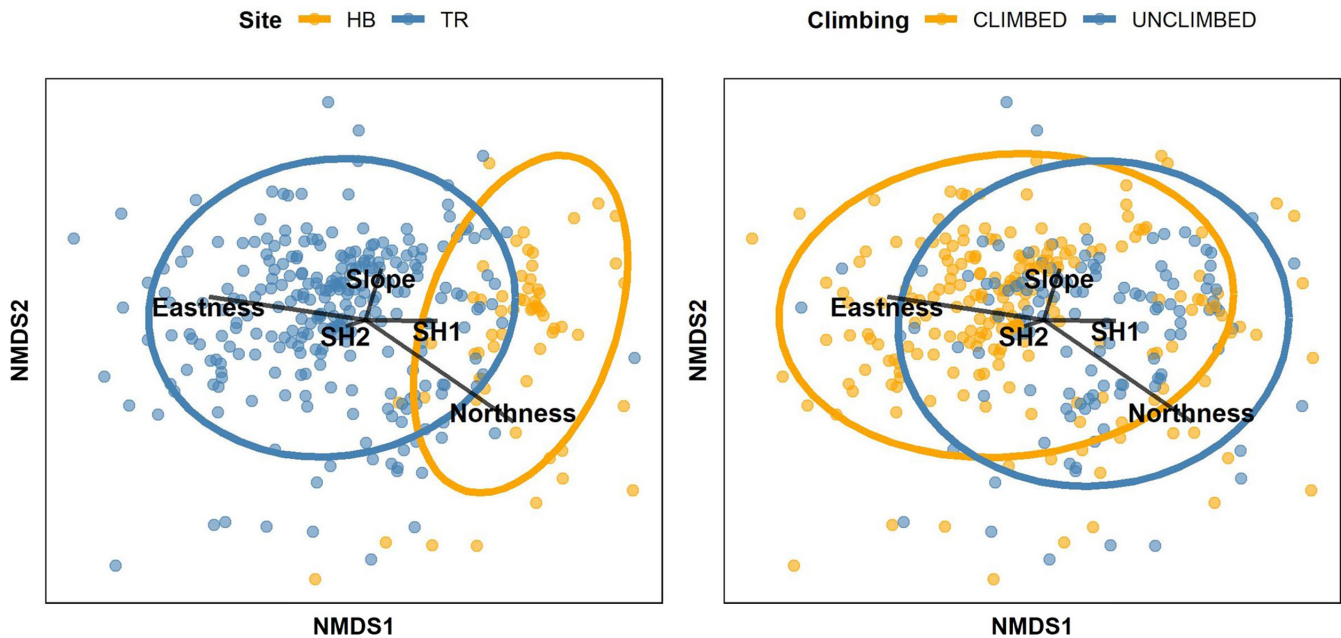 Site HB TR
Climbing CLIMBED UNCLIMBED
NMDS2
Slope
Eastness
SH2 SH1
Northness
NMDS1
NMDS2
Slope
Eastness
SH2 SH1
Northness
NMDS1